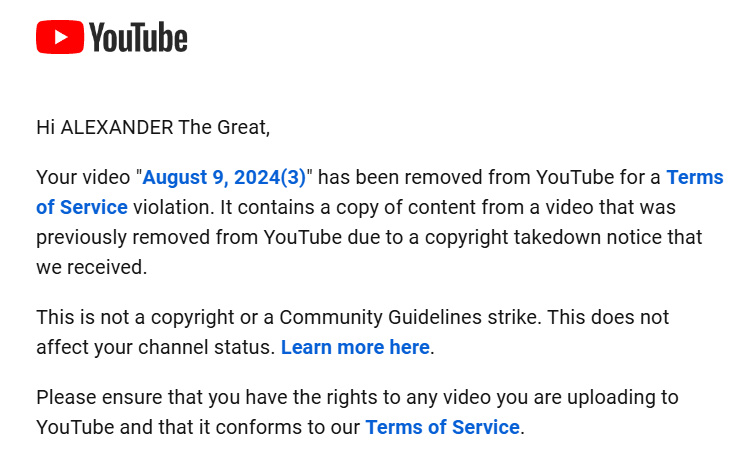 YouTube
Hi ALEXANDER The Great,
Your video "August 9, 2024(3)" has been removed from YouTube for a Terms
of Service violation. It contains a copy of content from a video that was
previously removed from YouTube due to a copyright takedown notice that
we received.
This is not a copyright or a Community Guidelines strike. This does not
affect your channel status. Learn more here.
Please ensure that you have the rights to any video you are uploading to
YouTube and that it conforms to our Terms of Service.